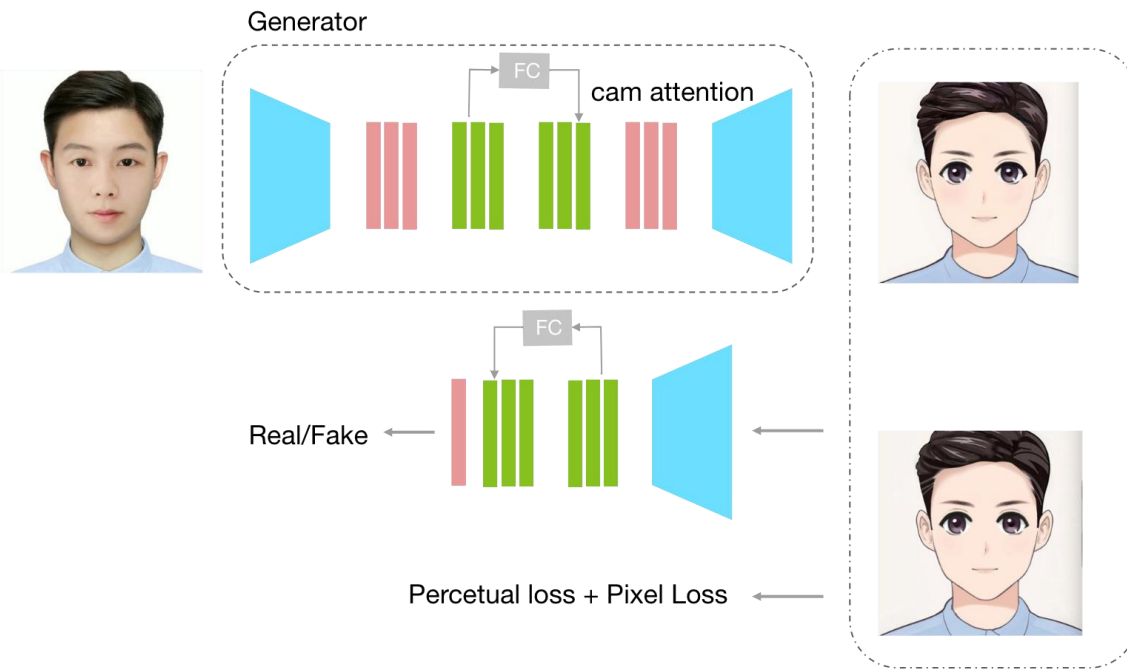 Generator
FC
cam attention
FC
Real/Fake
Percetual loss + Pixel Loss